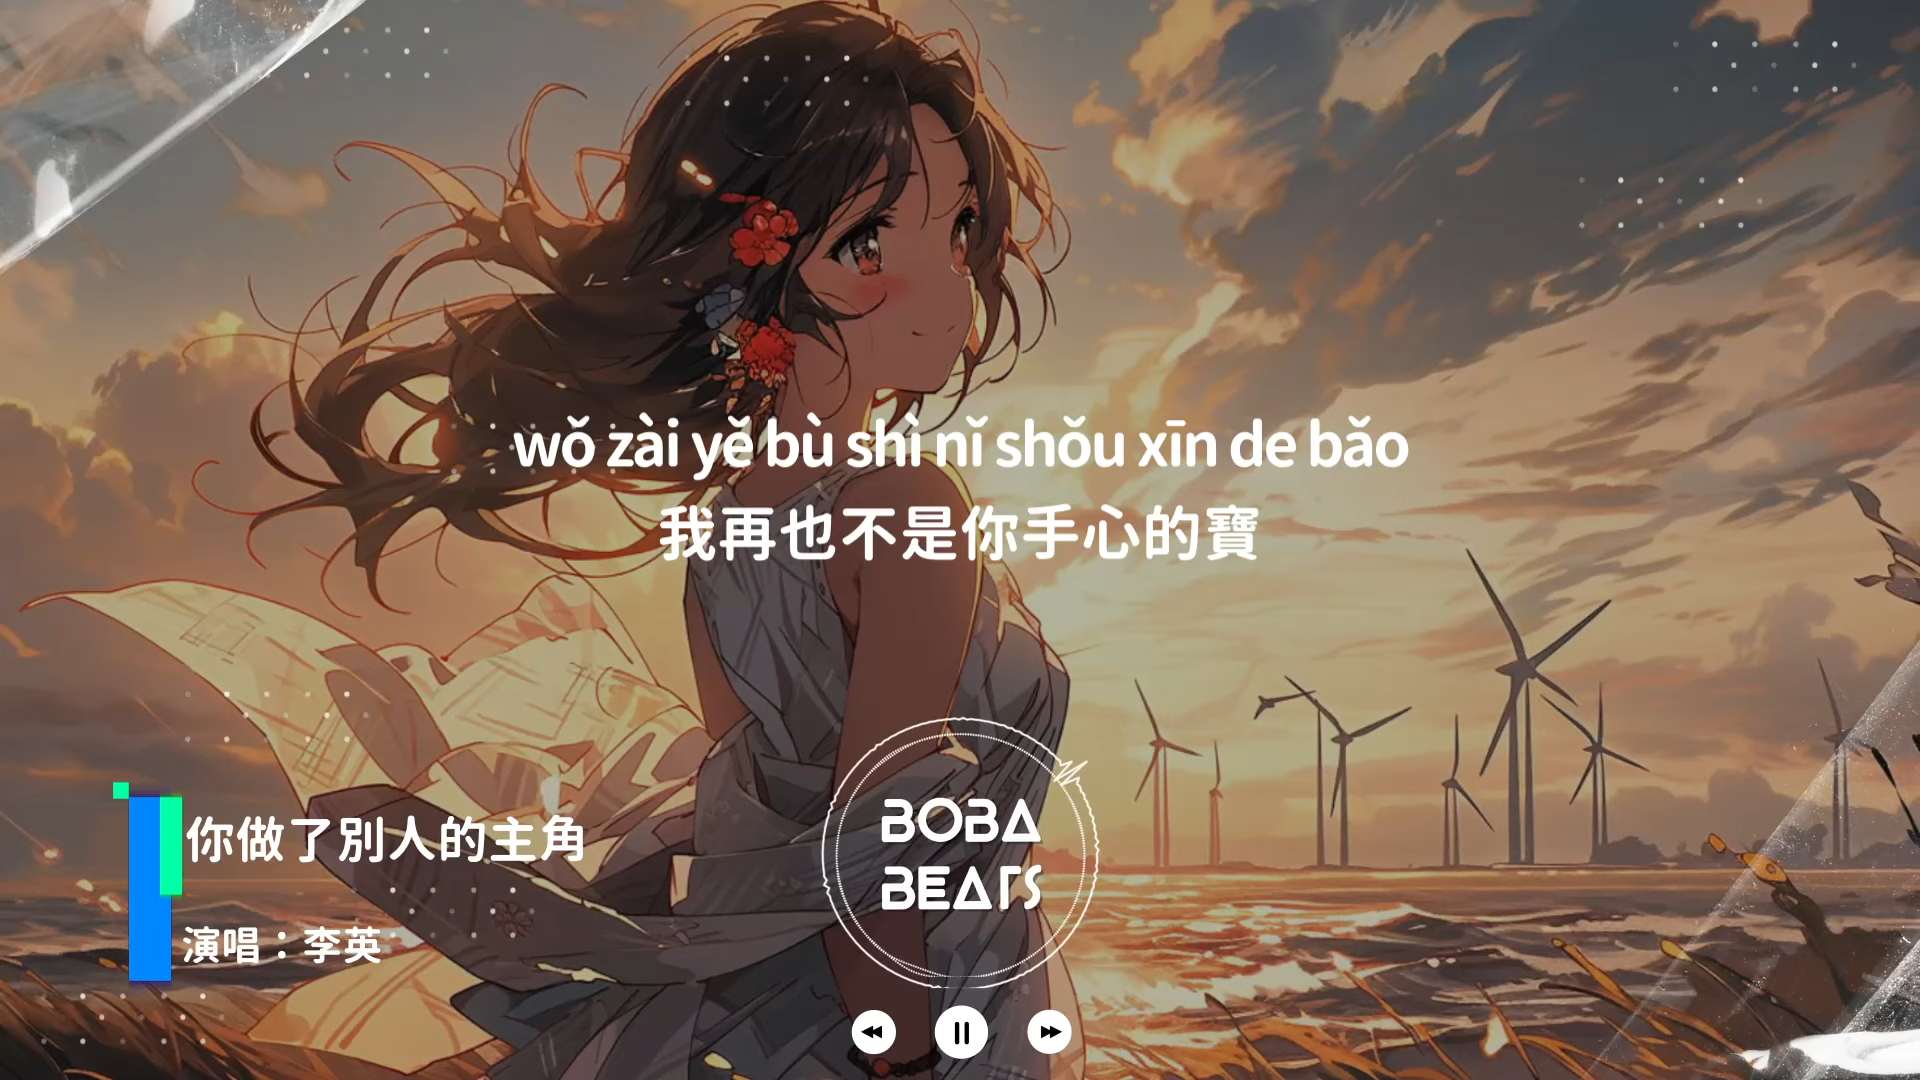 wǒ zài yě bù shì nǐ shǒu xīn de bǎo
我再也不是你手心的寶
你做了別人的主角
演唱：李英
BOBA
BEATS